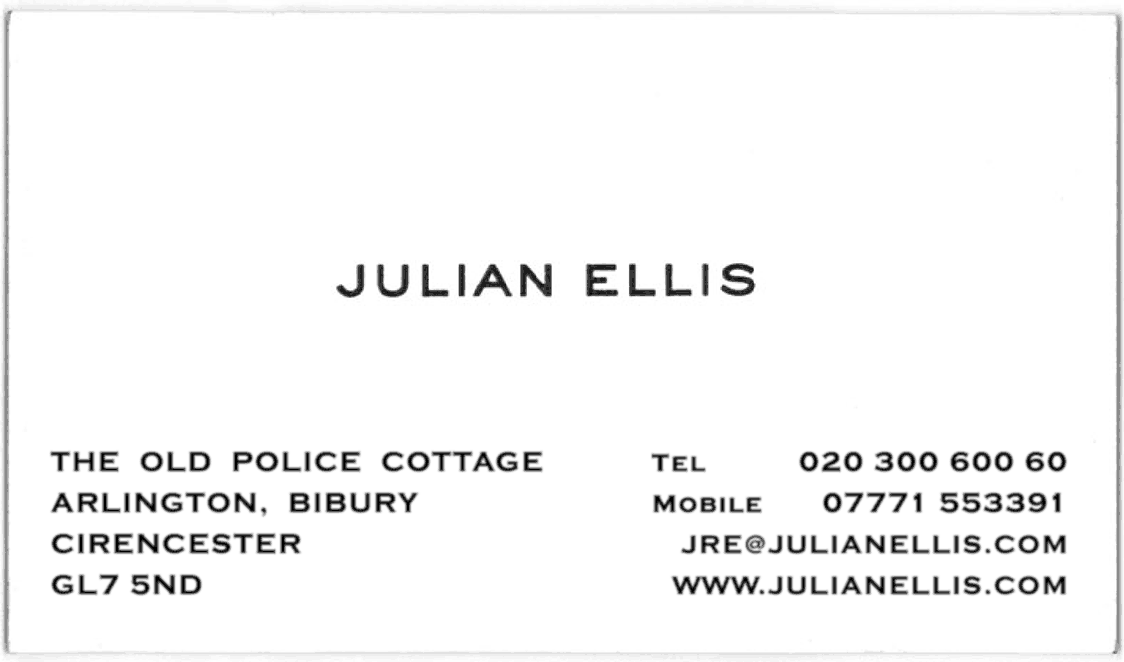 JULIAN ELLIS
THE OLD POLICE COTTAGE
ARLINGTON, BIBURY
CIRENCESTER
GL7 5ND
TEL 020 300 600 60
MOBILE 07771 553391
JRE@JULIANELLIS.COM
WWW.JULIANELLIS.COM